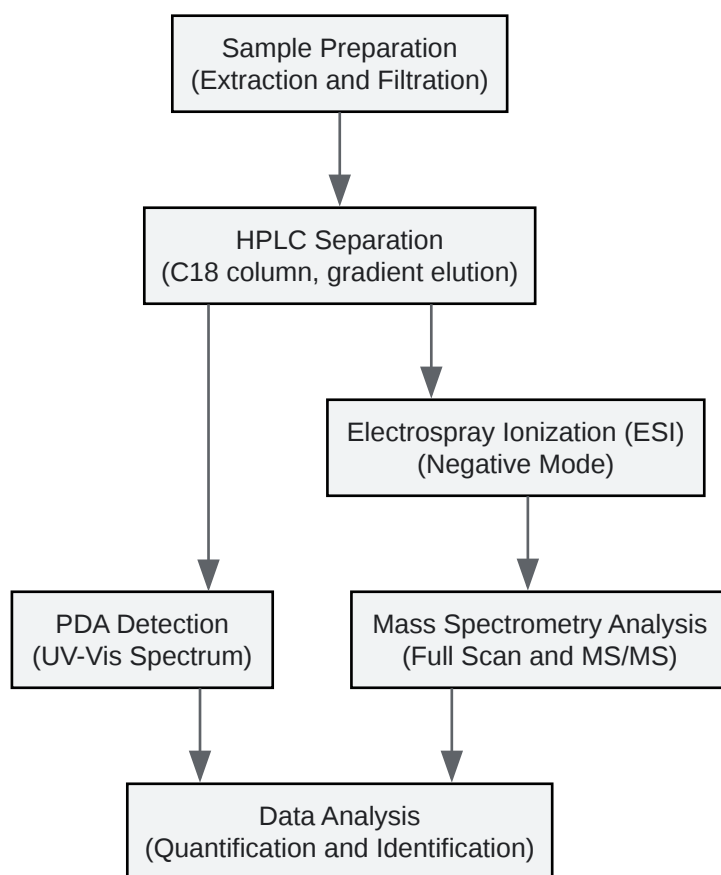 Sample Preparation
(Extraction and Filtration)
HPLC Separation
(C18 column, gradient elution)
Electrospray Ionization (ESI)
(Negative Mode)
PDA Detection
(UV-Vis Spectrum)
Mass Spectrometry Analysis
(Full Scan and MS/MS)
Data Analysis
(Quantification and Identification)